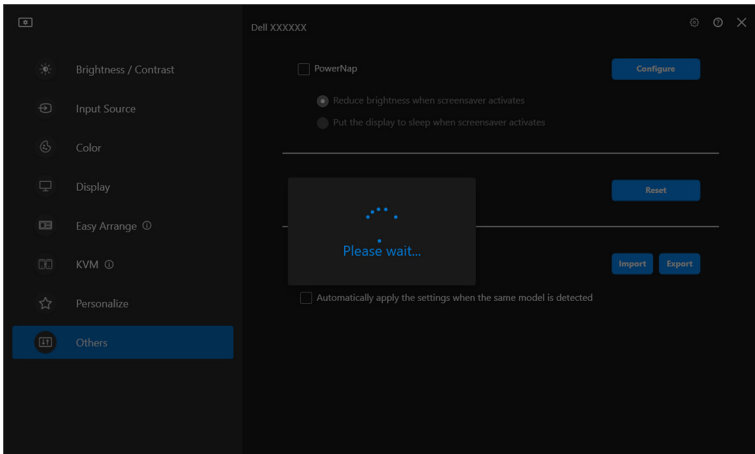 Dell XXXXXX
Brightness / Contrast
Input Source
Color
Display
Easy Arrange
KVM
Personalize
Others
PowerNap
Configure
Reduce brightness when screensaver activates
Put the display to sleep when screensaver activates
Reset
Please wait...
Import
Export
Automatically apply the settings when the same model is detected